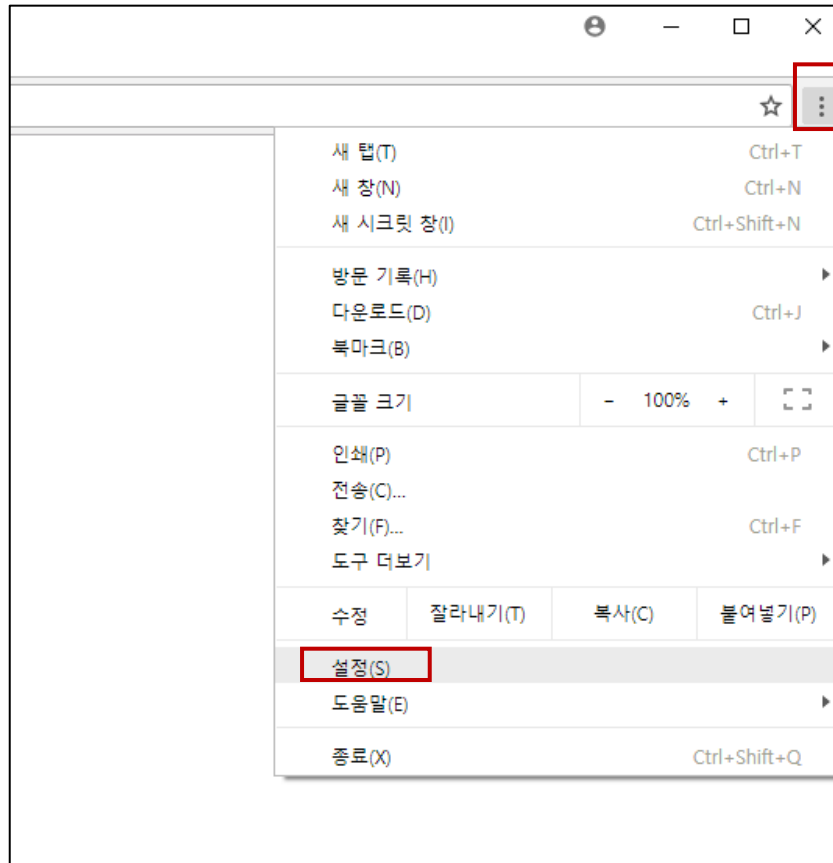 새 탭(T) Ctrl+T
새 창(N) Ctrl+N
새 시크릿 창(I) Ctrl+Shift+N
방문 기록(H)
다운로드(D) Ctrl+J
북마크(B)
글꼴 크기 - 100% +
인쇄(P) Ctrl+P
전송(C)...
찾기(F)... Ctrl+F
도구 더보기
수정 잘라내기(T) 복사(C) 붙여넣기(P)
설정(S)
도움말(E)
종료(X) Ctrl+Shift+Q